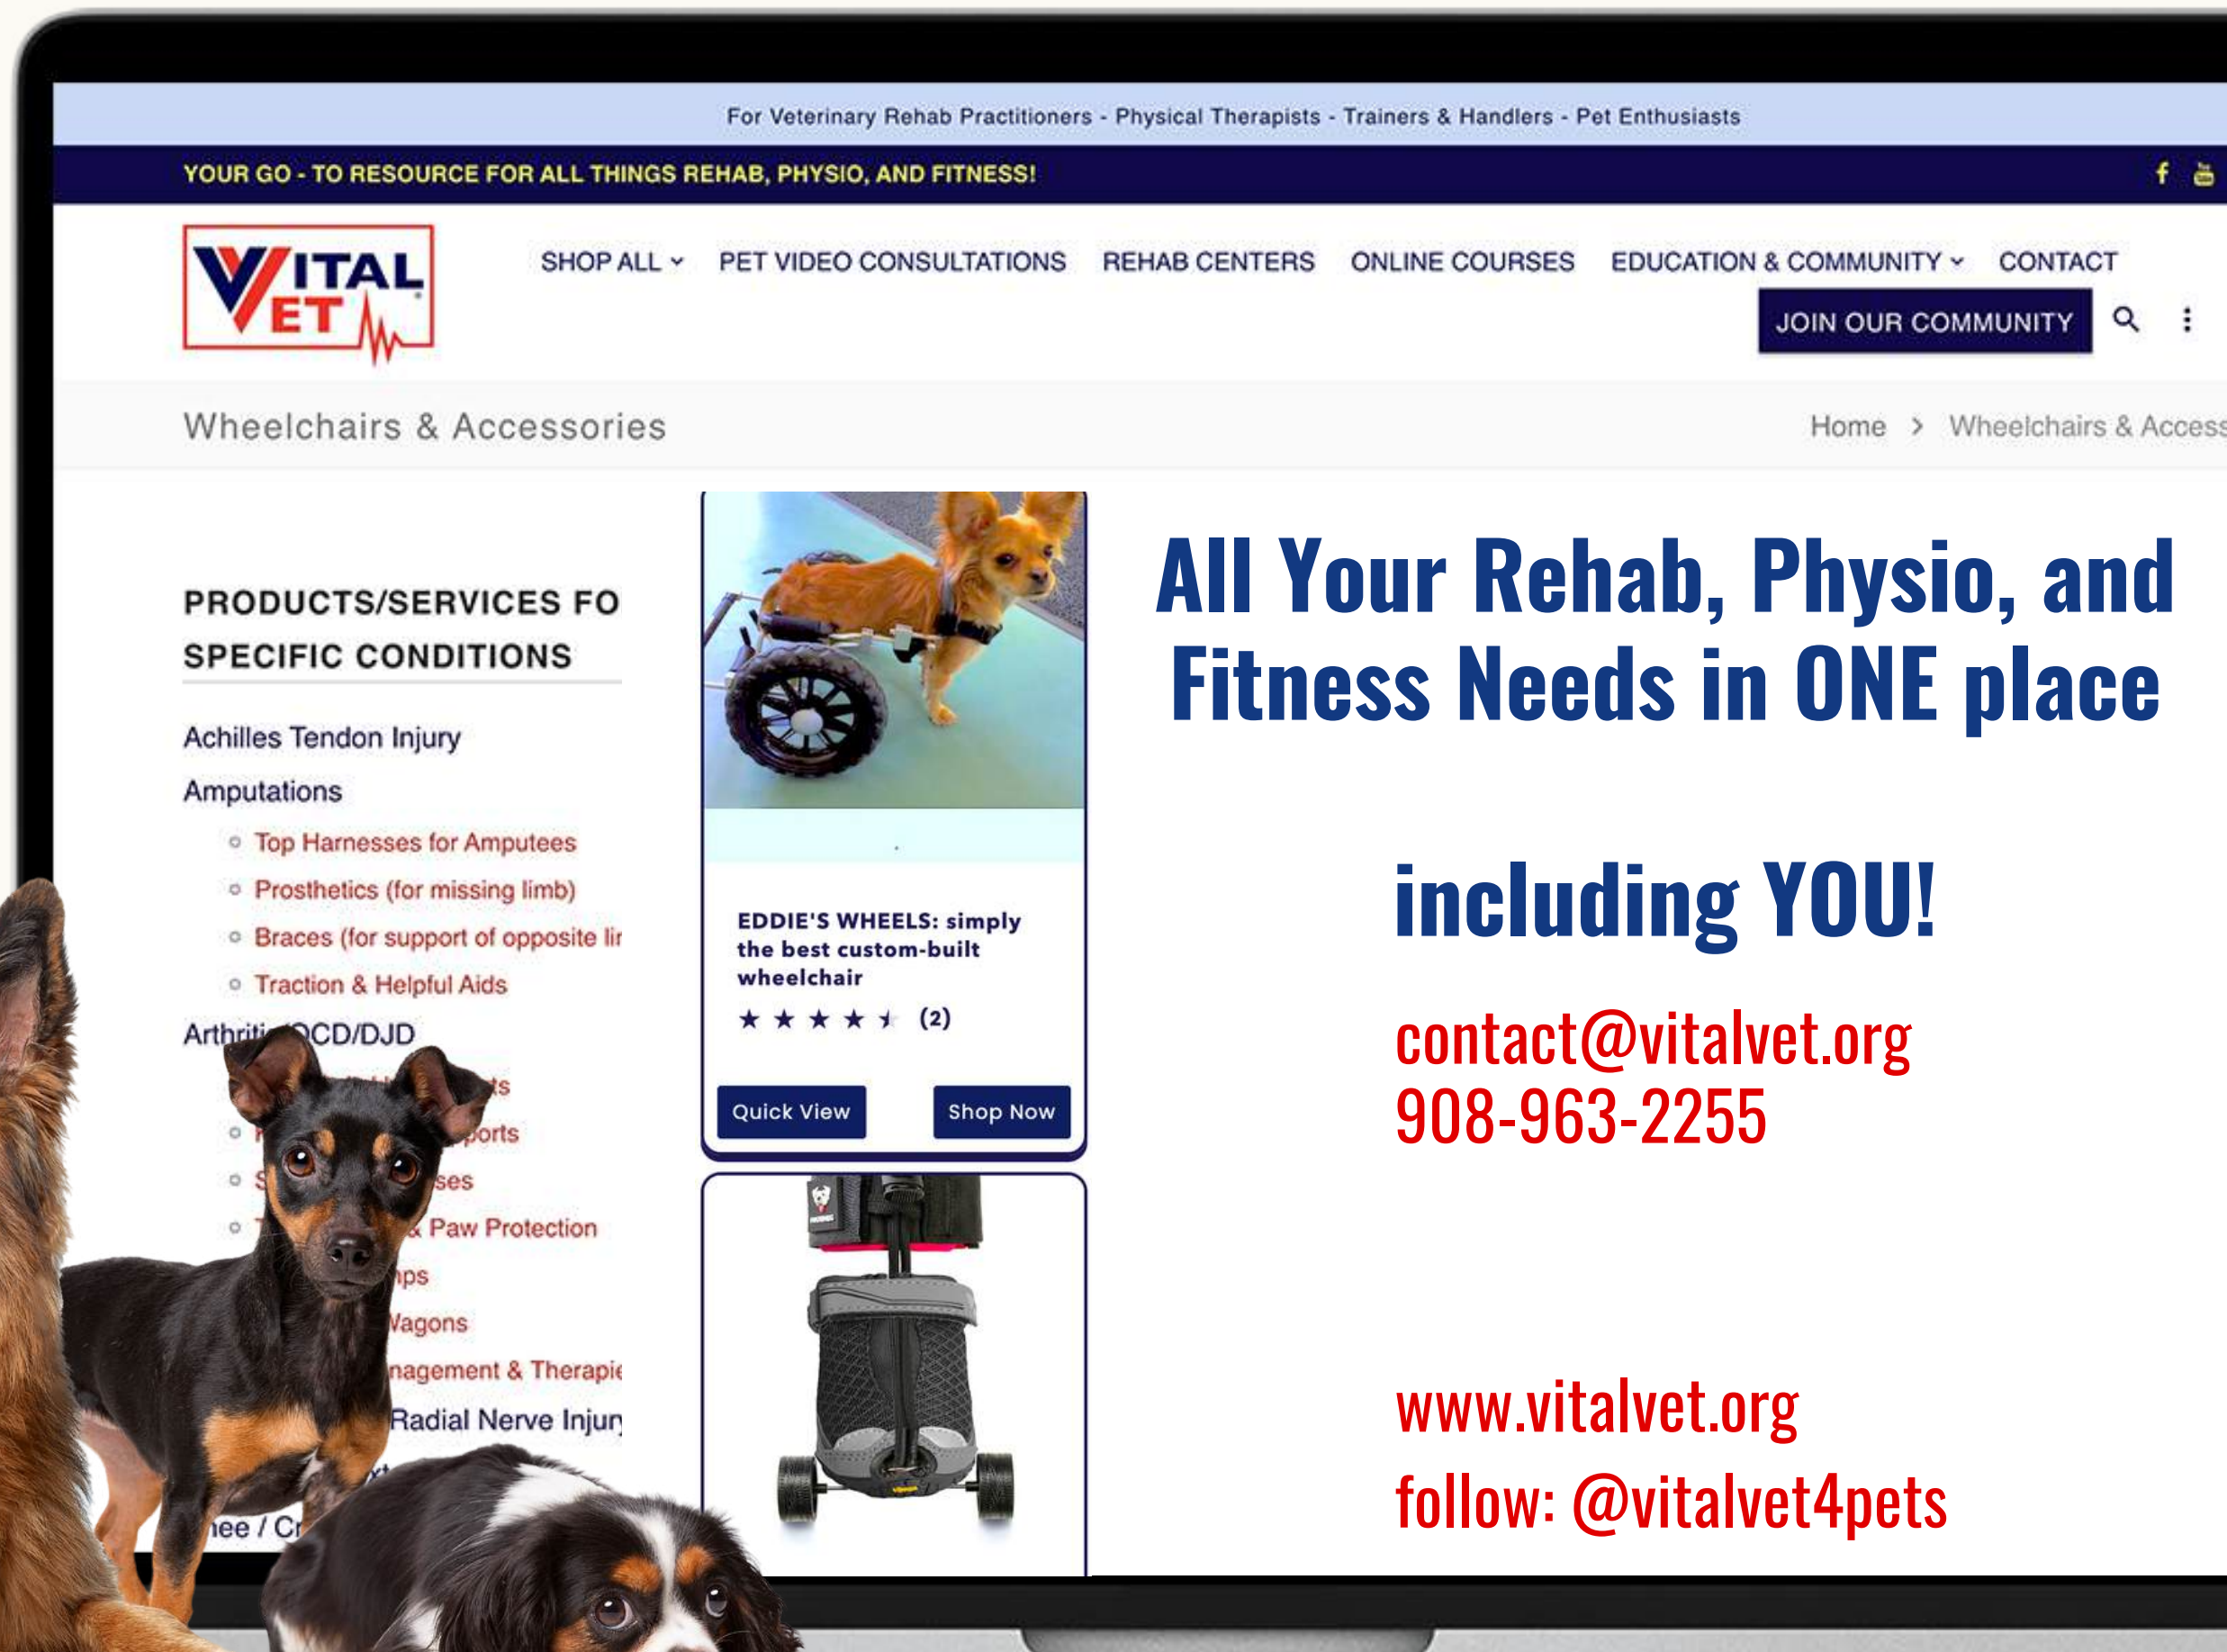 For Veterinary Rehab Practitioners - Physical Therapists - Trainers & Handlers - Pet Enthusiasts
YOUR GO - TO RESOURCE FOR ALL THINGS REHAB, PHYSIO, AND FITNESS!
VITAL
VET
SHOP ALL PET VIDEO CONSULTATIONS REHAB CENTERS ONLINE COURSES EDUCATION & COMMUNITY CONTACT
JOIN OUR COMMUNITY
Wheelchairs & Accessories
Home > Wheelchairs & Access
PRODUCTS/SERVICES FO
SPECIFIC CONDITIONS
Achilles Tendon Injury
Amputations
Top Harnesses for Amputees
Prosthetics (for missing limb)
Braces (for support of opposite
Traction & Helpful Aids
OCD/DJD
& Paw Protection
& Therapie
Radial Nerve Injury
EDDIE'S WHEELS: simply
the best custom-built
wheelchair
(2)
Quick View
Shop Now
All Your Rehab, Physio, and
Fitness Needs in ONE place
including YOU!
contact@vitalvet.org
908-963-2255
www.vitalvet.org
follow: @vitalvet4pets